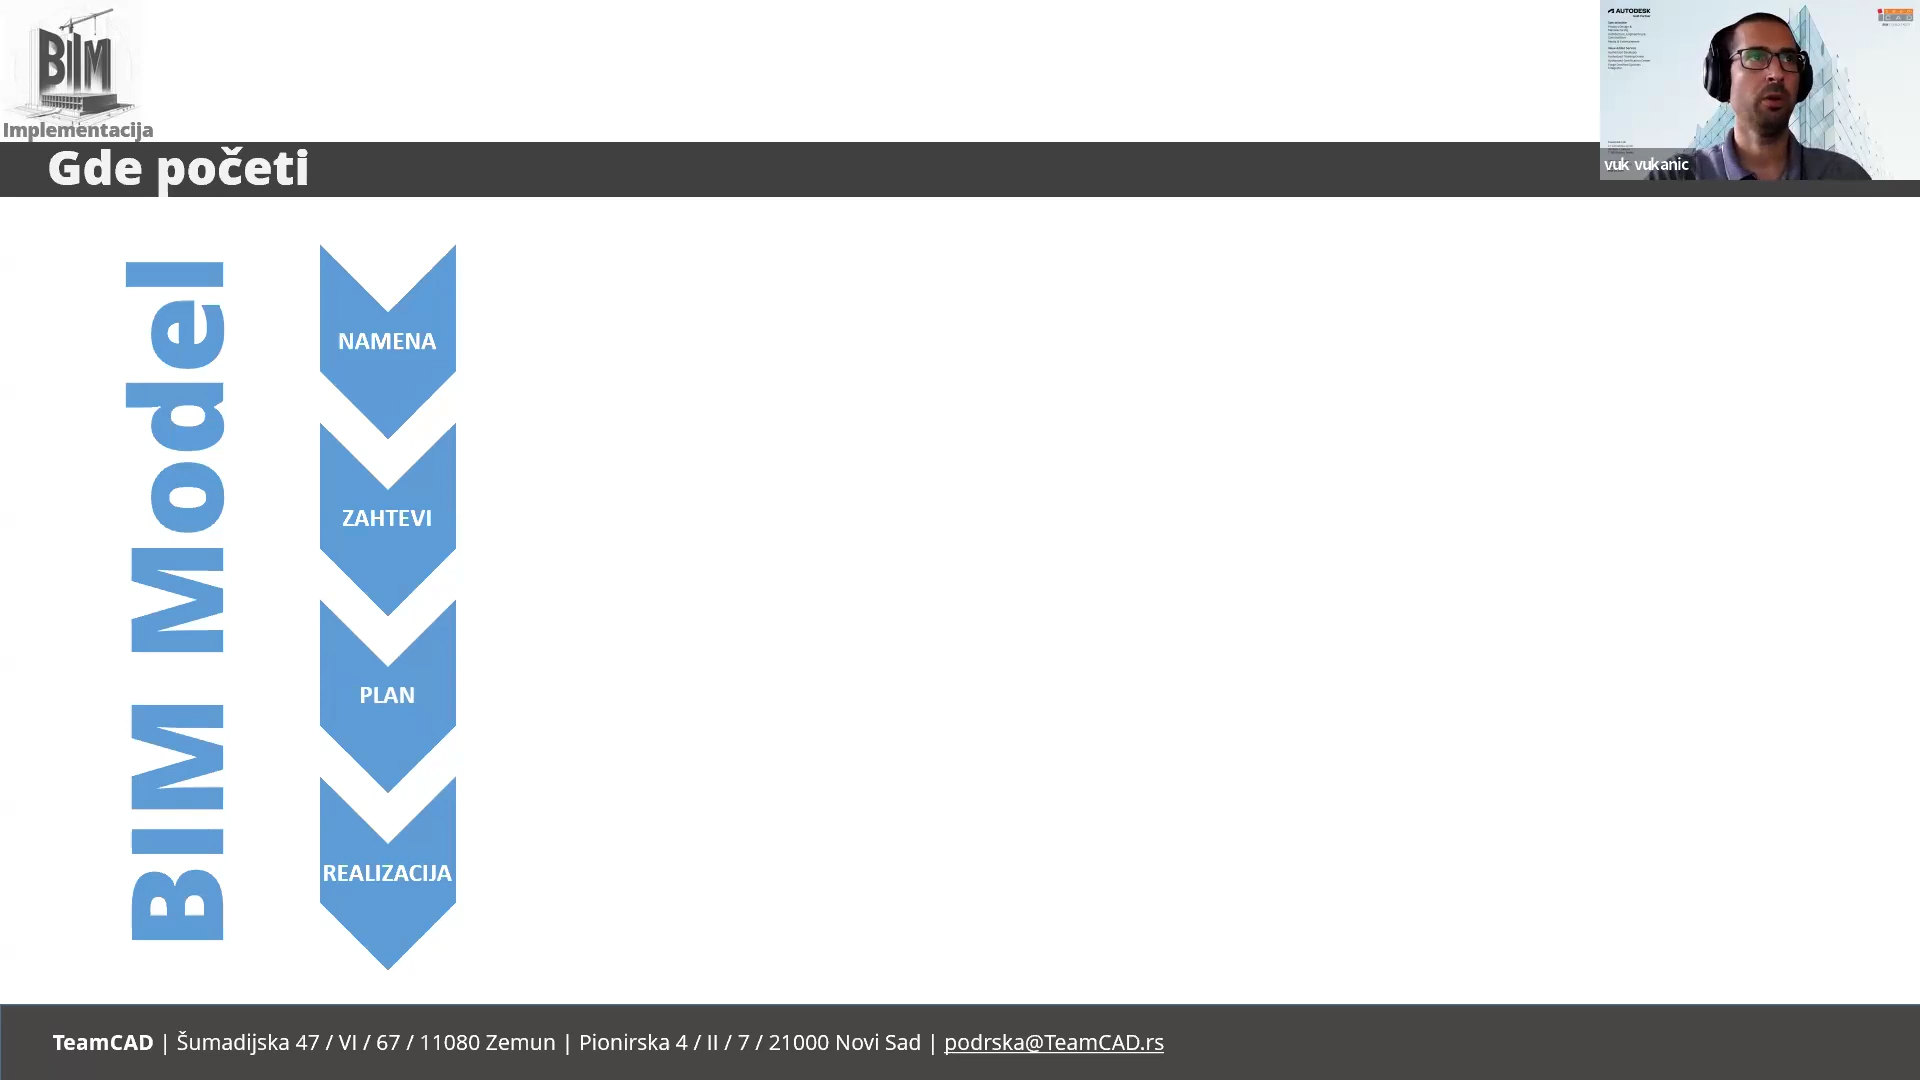 BIM
Implementacija
Gde početi
AUTODESK
vuk vukanic
BIM Model
NAMENA
ZAHTEVI
PLAN
REALIZACIJA
TeamCAD | Šumadijska 47 / VI / 67 / 11080 Zemun | Pionirska 4 / II / 7 / 21000 Novi Sad | podrska@TeamCAD.rs